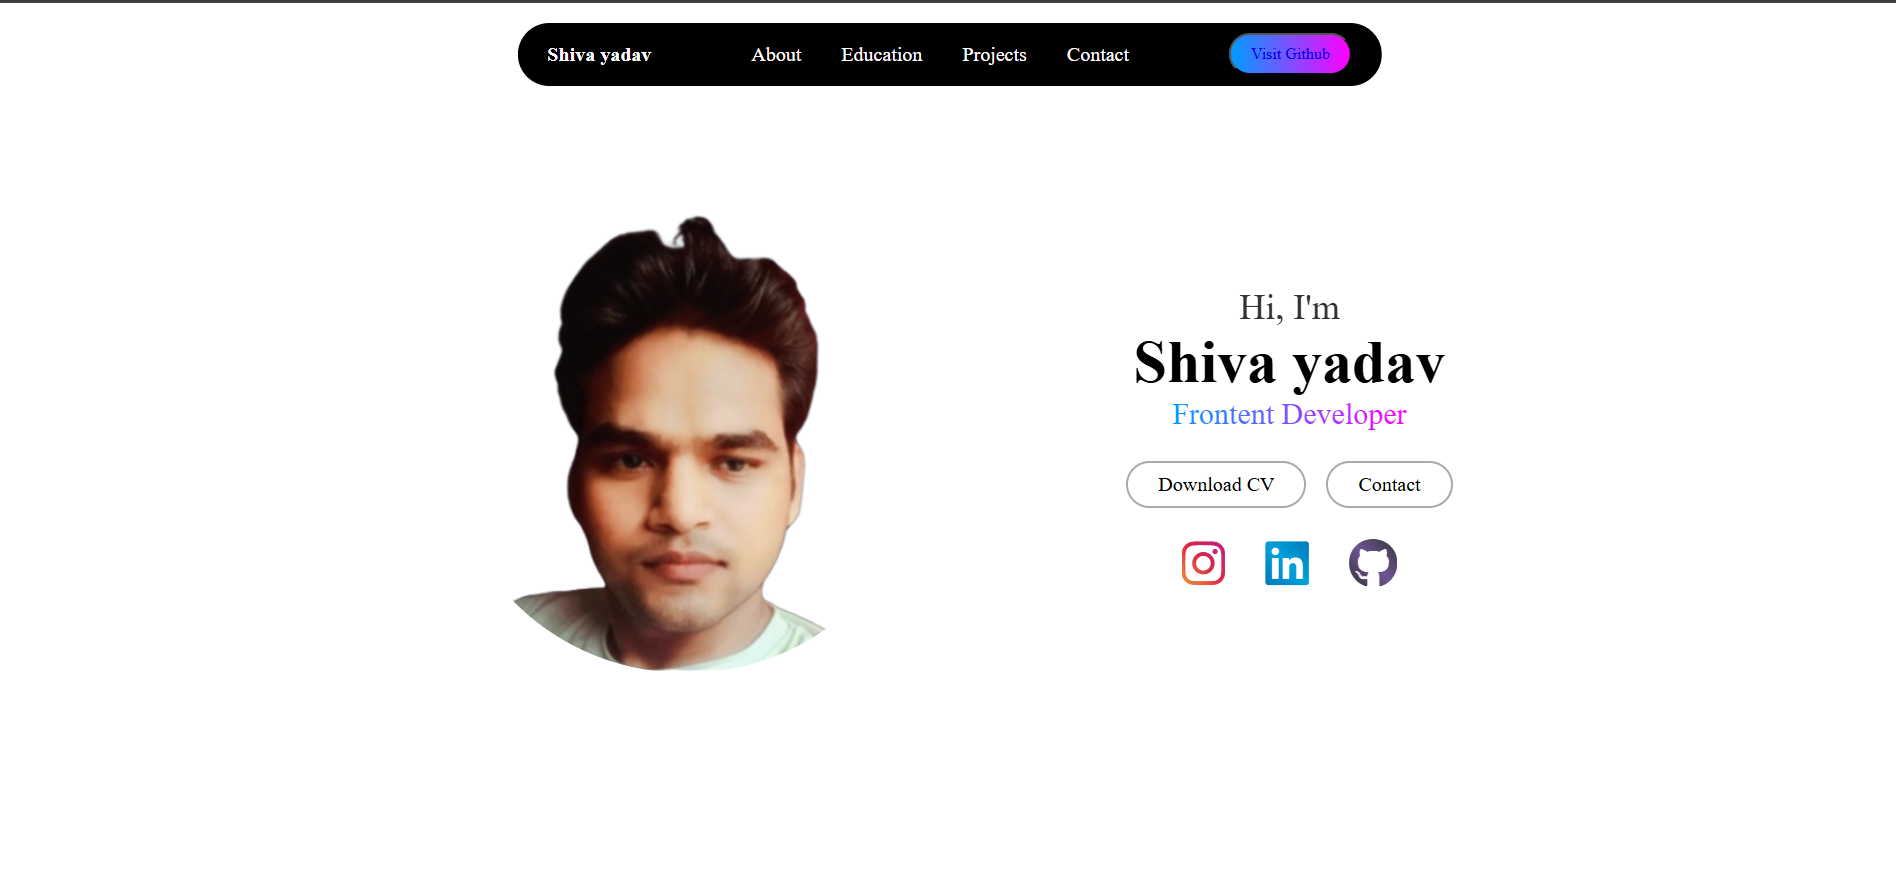 Shiva yadav About Education Projects Contact Visit Github
Hi, I'm
Shiva yadav
Frontent Developer
Download CV Contact
in